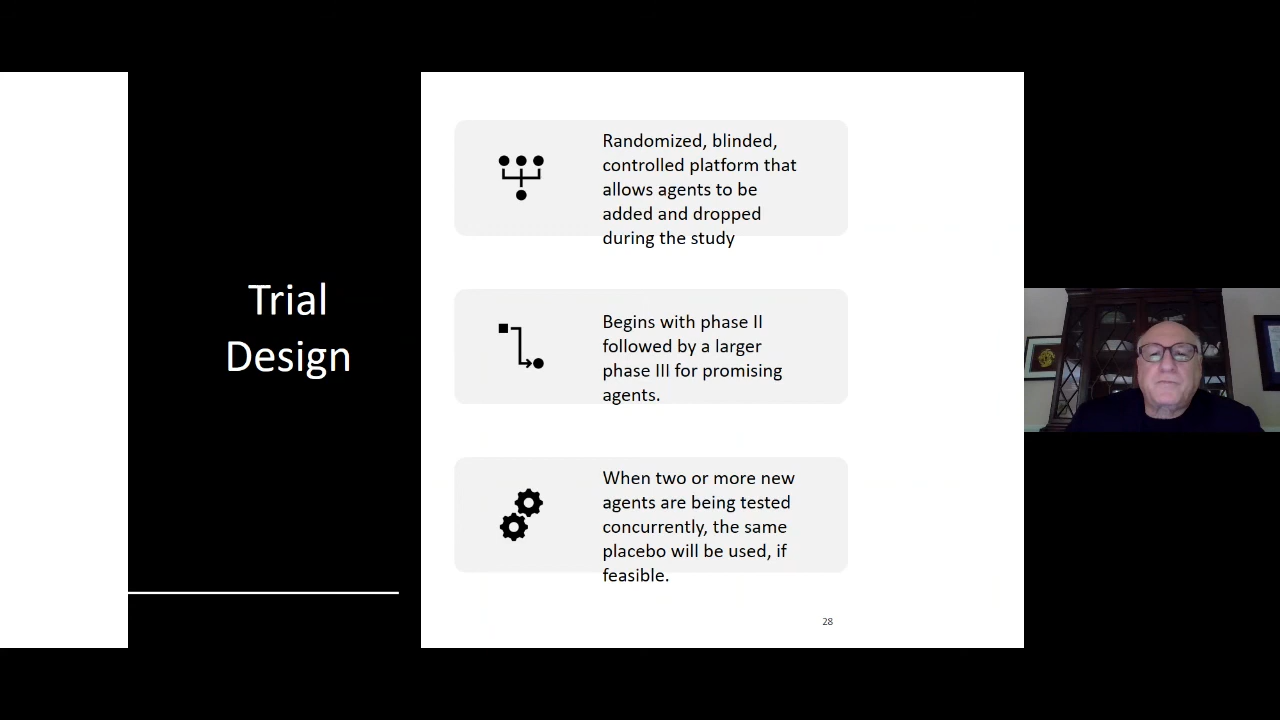 Trial
Design
Randomized, blinded,
controlled platform that
allows agents to be
added and dropped
during the study
Begins with phase II
followed by a larger
phase III for promising
agents.
When two or more new
agents are being tested
concurrently, the same
placebo will be used, if
feasible.
28